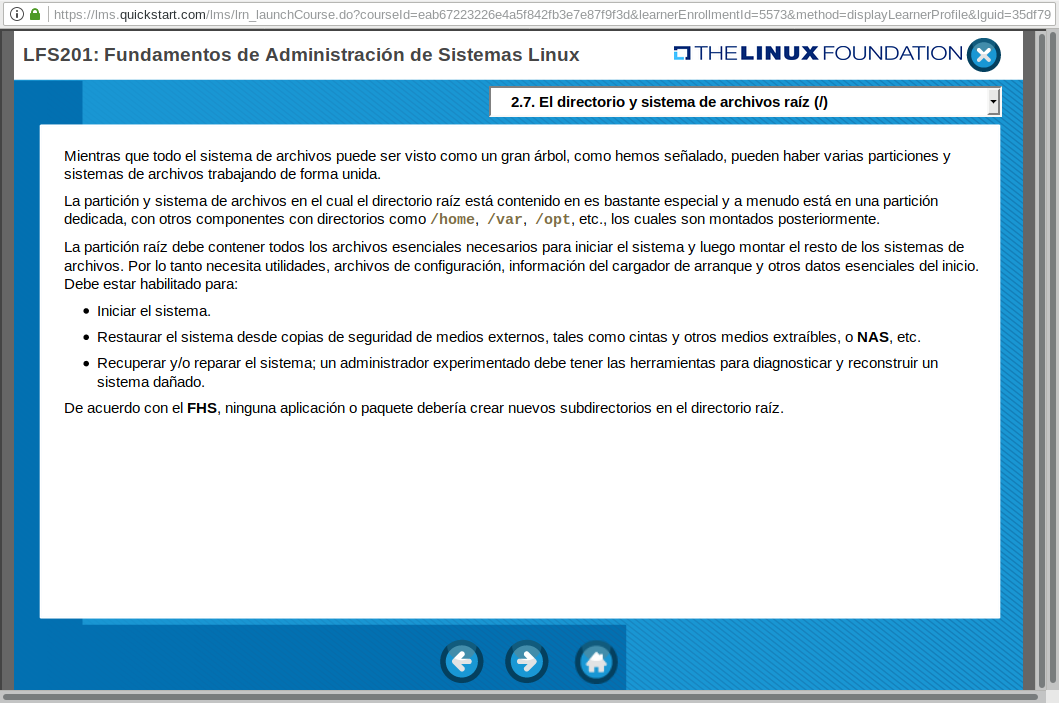 https://lms.quickstart.com/lms/lrn_launchCourse.do?courseId=eab67223226e4a5f842fb3e7e87f9f3d&learnerEnrollmentId=5573&method=displayLearnerProfile&lguid=35df79
LFS201: Fundamentos de Administración de Sistemas Linux
THE LINUX FOUNDATION
2.7. El directorio y sistema de archivos raíz (/)
Mientras que todo el sistema de archivos puede ser visto como un gran árbol, como hemos señalado, pueden haber varias particiones y
sistemas de archivos trabajando de forma unida.
La partición y sistema de archivos en el cual el directorio raíz está contenido en es bastante especial y a menudo está en una partición
dedicada, con otros componentes con directorios como /home, /var, /opt, etc., los cuales son montados posteriormente.
La partición raíz debe contener todos los archivos esenciales necesarios para iniciar el sistema y luego montar el resto de los sistemas de
archivos. Por lo tanto necesita utilidades, archivos de configuración, información del cargador de arranque y otros datos esenciales del inicio.
Debe estar habilitado para:
• Iniciar el sistema.
• Restaurar el sistema desde copias de seguridad de medios externos, tales como cintas y otros medios extraíbles, o NAS, etc.
• Recuperar y/o reparar el sistema; un administrador experimentado debe tener las herramientas para diagnosticar y reconstruir un
sistema dañado.
De acuerdo con el FHS, ninguna aplicación o paquete debería crear nuevos subdirectorios en el directorio raíz.